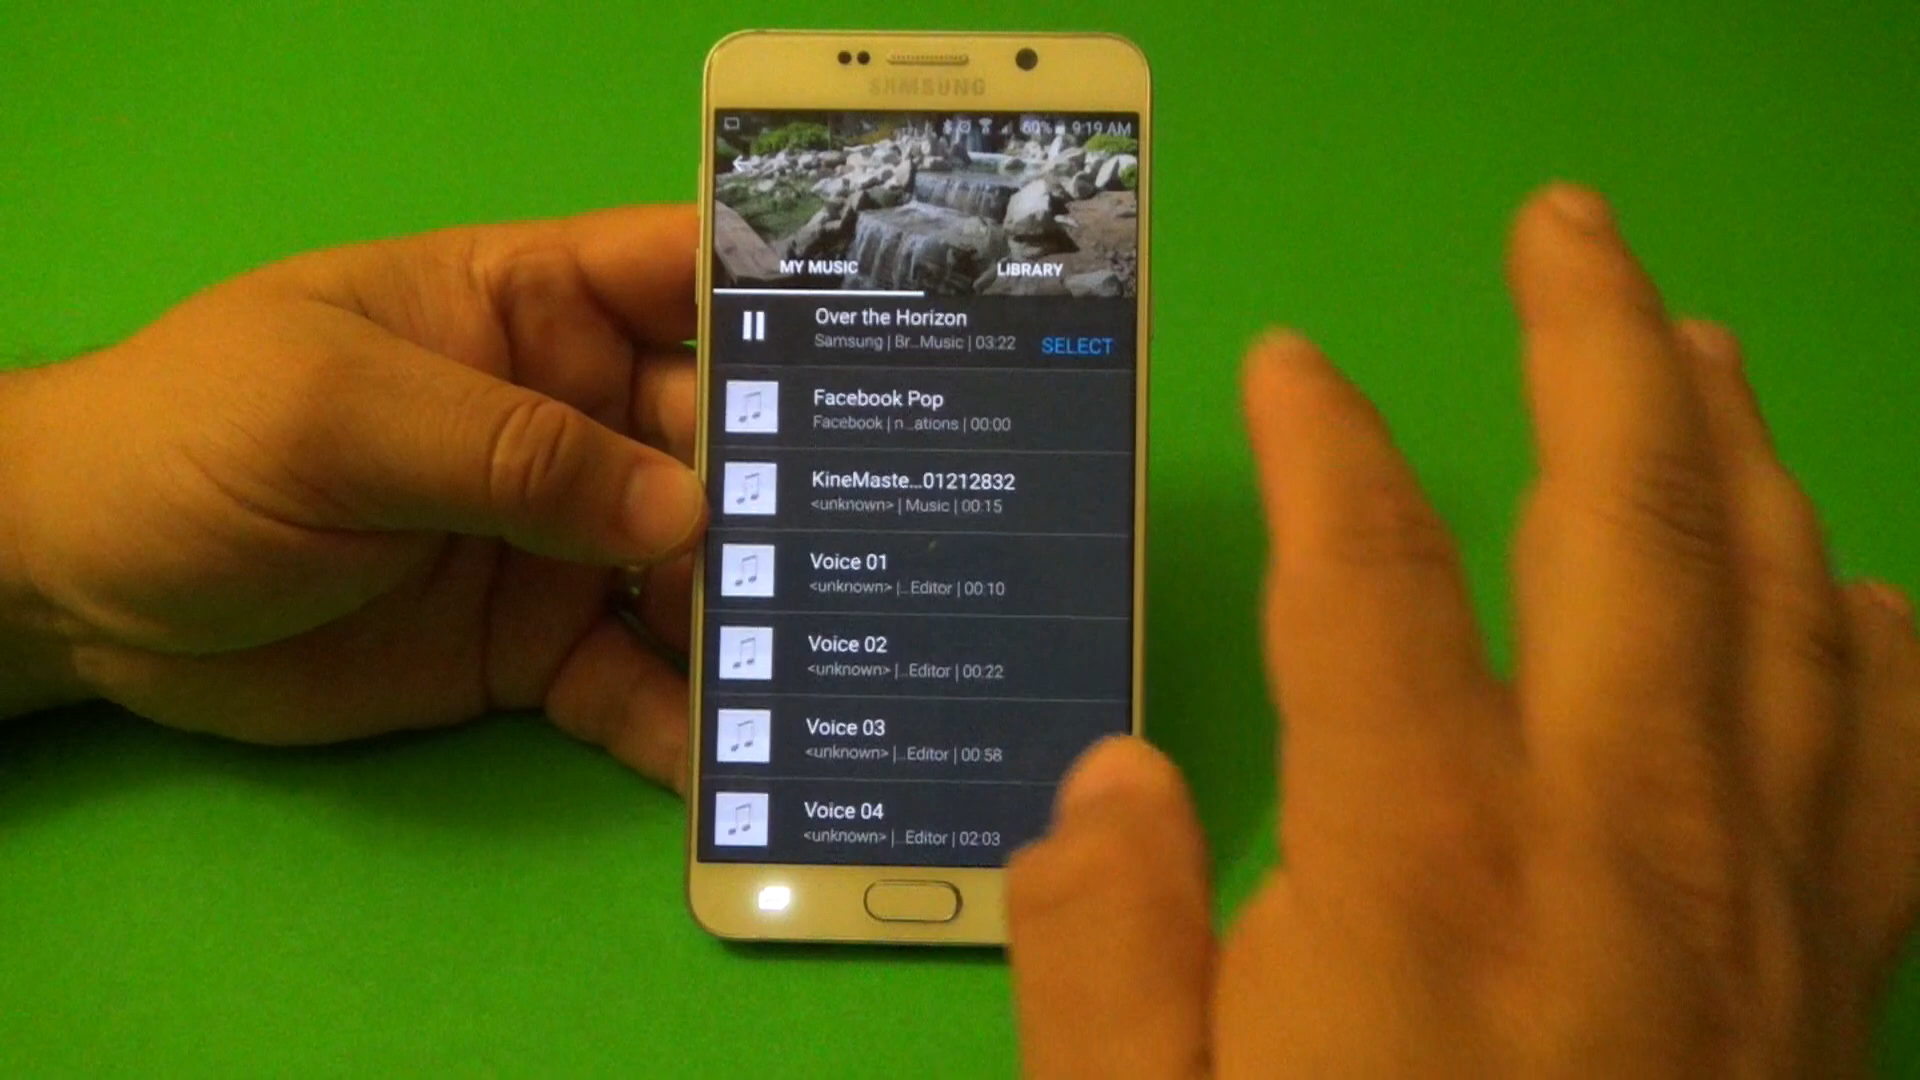 SAMSUNG
60% 9:19 AM
MY MUSIC LIBRARY
Over the Horizon
Samsung | Br...Music | 03:22 SELECT
Facebook Pop
Facebook | n...ations | 00:00
KineMaste...01212832
<unknown> | Music | 00:15
Voice 01
<unknown> |...Editor | 00:10
Voice 02
<unknown> |...Editor | 00:22
Voice 03
<unknown> |...Editor | 00:58
Voice 04
<unknown> |...Editor | 02:03